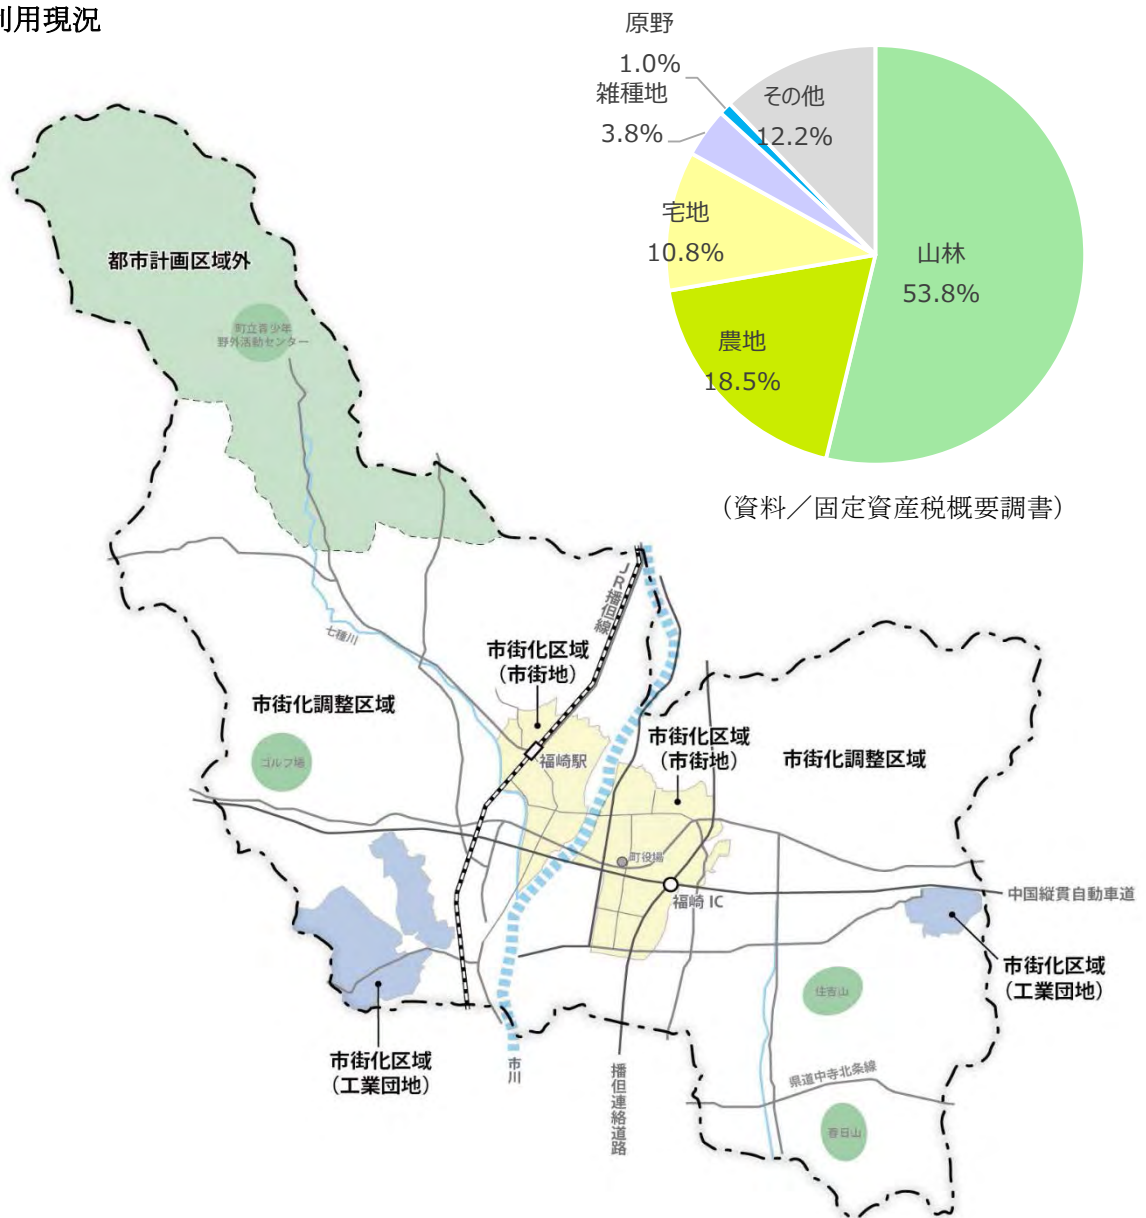 利用現況
原野
1.0%
雑種地
3.8%
その他
12.2%
宅地
10.8%
山林
53.8%
農地
18.5%
（資料／固定資産税概要調書）
都市計画区域外
町立青少年
野外活動センター
JR播但線
七種川
市街化区域
（市街地）
市街化調整区域
市街化区域
（市街地）
市街化調整区域
福崎駅
ゴルフ場
町役場
福崎 IC
中国縦貫自動車道
市街化区域
（工業団地）
住吉山
市街化区域
（工業団地）
市川
播但連絡道路
県道中寺北条線
春日山